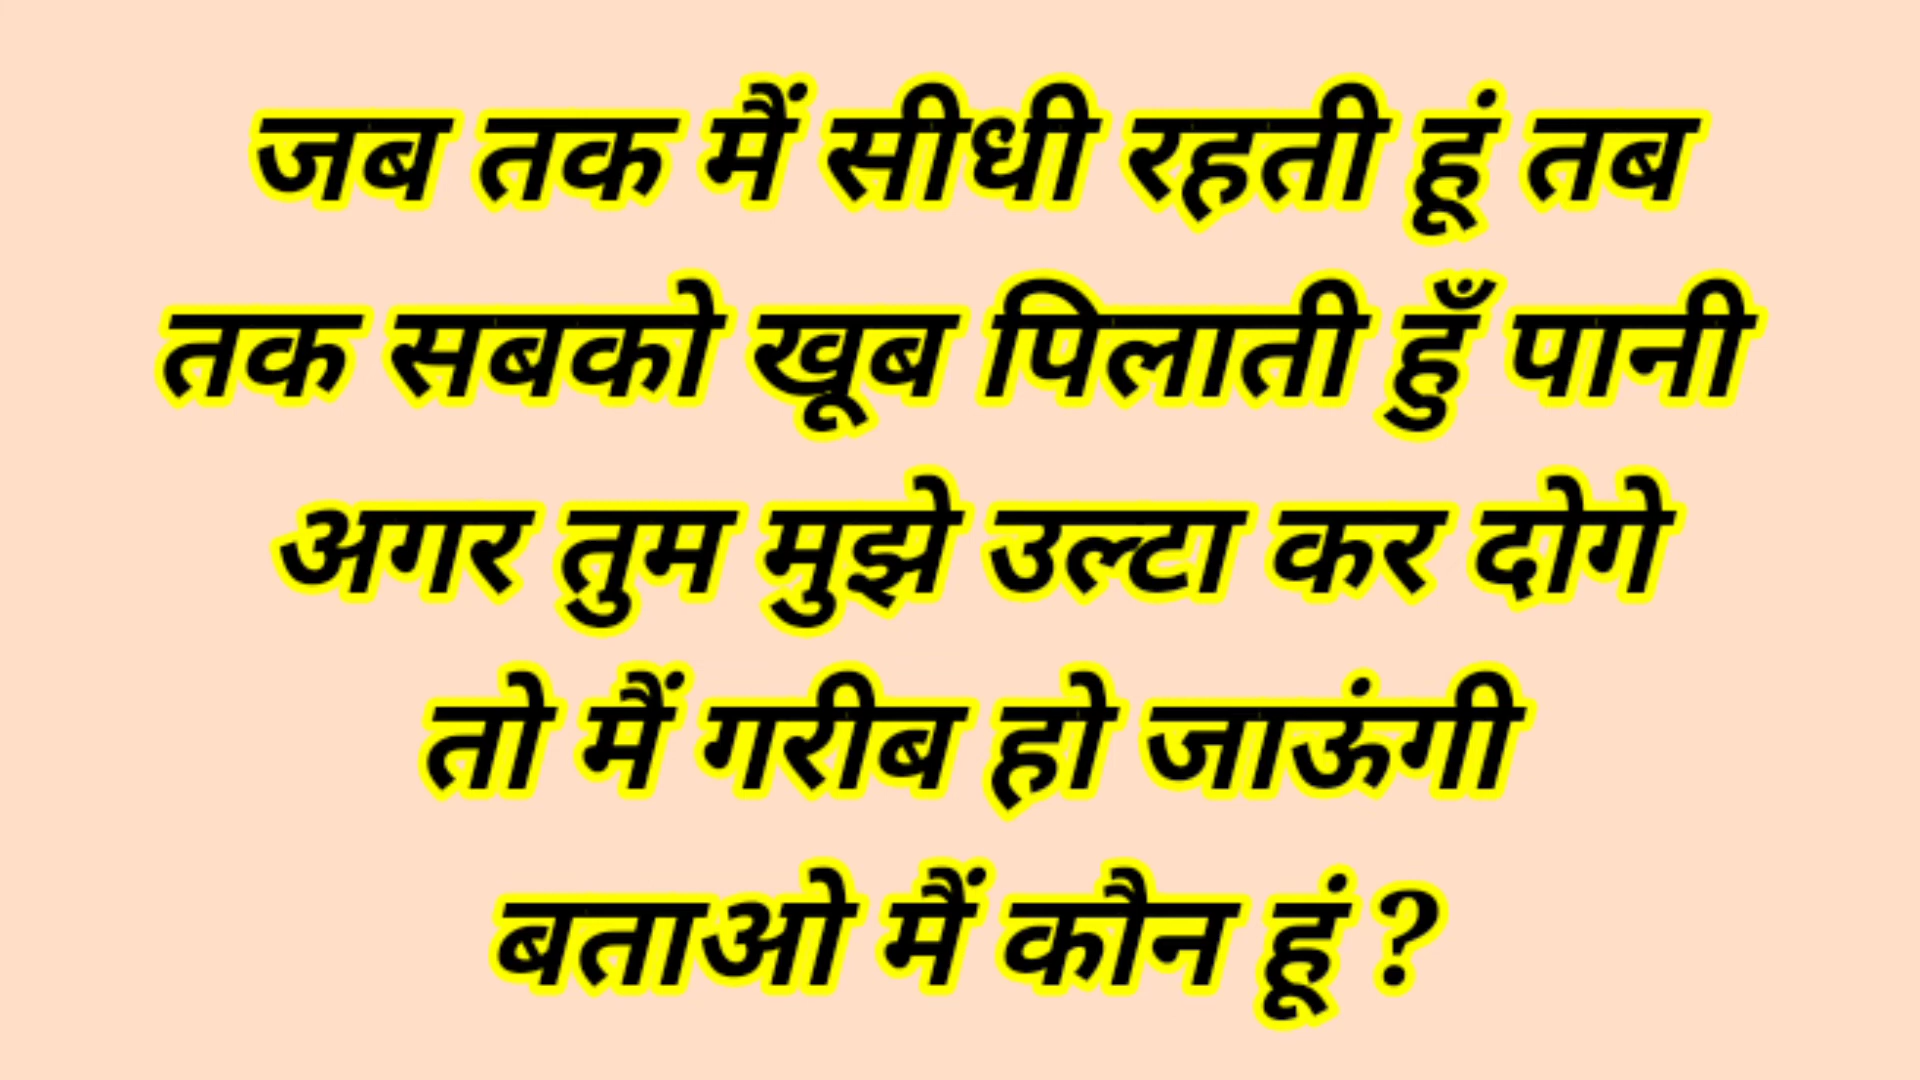 जब तक मैं सीधी रहती हूं तब
तक सबको खूब पिलाती हुँ पानी
अगर तुम मुझे उल्टा कर दोगे
तो मैं गरीब हो जाऊंगी
बताओ मैं कौन हूं ?